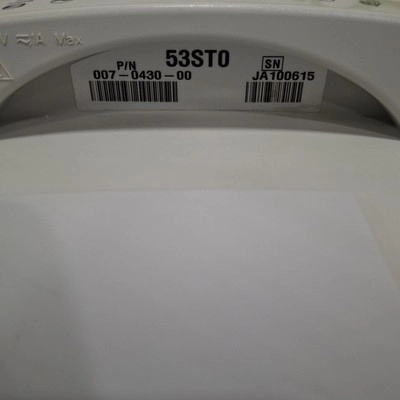 V ⎓/A Max
P/N 53ST0 SN
007-0430-00 JA100615